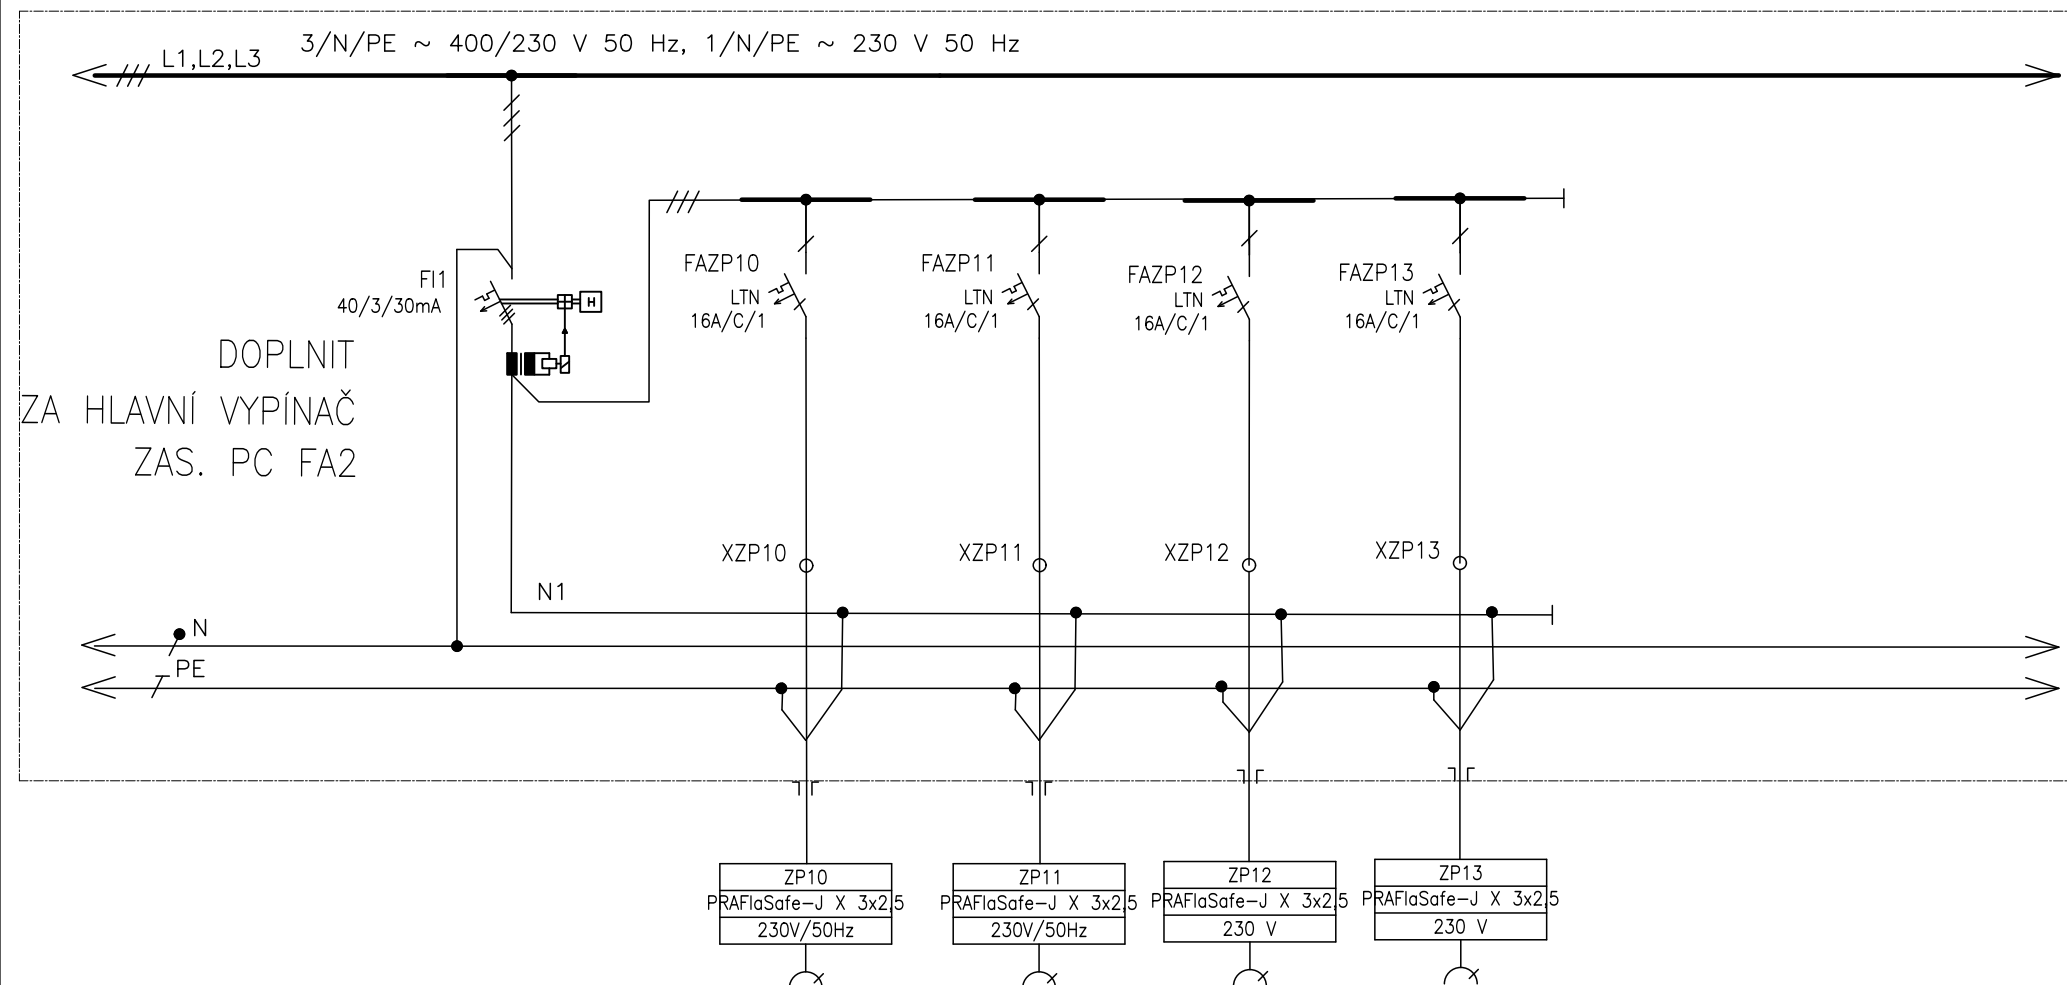 3/N/PE ~ 400/230 V 50 Hz, 1/N/PE ~ 230 V 50 Hz
L1,L2,L3
FI1
40/3/30mA
H
DOPLNIT
ZA HLAVNÍ VYPÍNAČ
ZAS. PC FA2
FAZP10
LTN
16A/C/1
FAZP11
LTN
16A/C/1
FAZP12
LTN
16A/C/1
FAZP13
LTN
16A/C/1
XZP10
XZP11
XZP12
XZP13
N1
N
PE
ZP10
PRAFlaSafe-J X 3x2,5
230V/50Hz
ZP11
PRAFlaSafe-J X 3x2,5
230V/50Hz
ZP12
PRAFlaSafe-J X 3x2,5
230 V
ZP13
PRAFlaSafe-J X 3x2,5
230 V